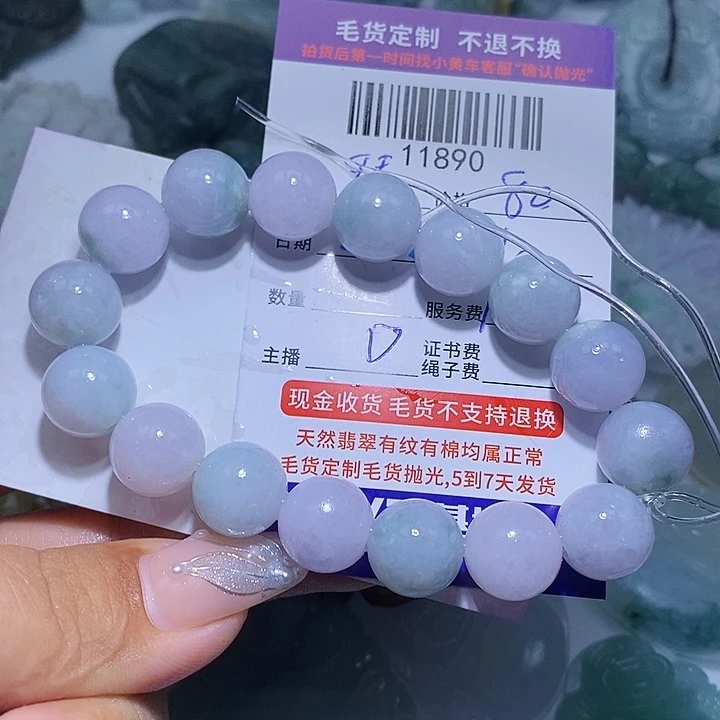 毛货定制 不退不换
拍货后第一时间找小黄车客服“确认抛光”
11890
日期
数量 服务费
主播 D 证书费
绳子费
现金收货 毛货不支持退换
天然翡翠有纹有棉均属正常
毛货定制毛货抛光,5到7天发货